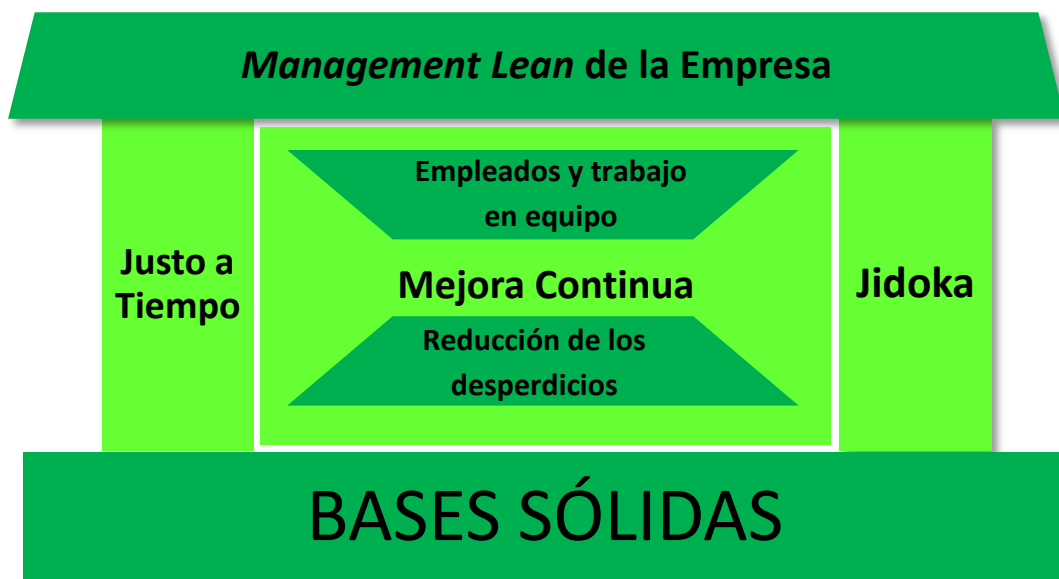 Management Lean de la Empresa
Empleados y trabajo
en equipo
Justo a
Tiempo
Mejora Continua
Jidoka
Reducción de los
desperdicios
BASES SÓLIDAS